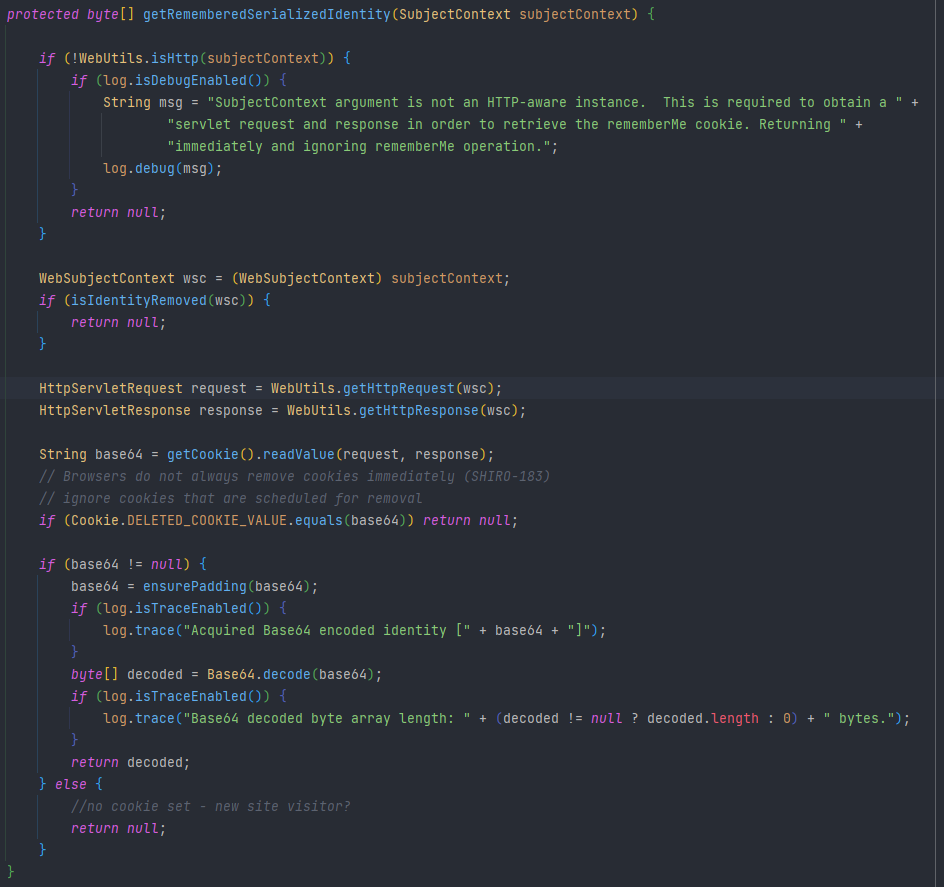 protected byte[] getRememberedSerializedIdentity(SubjectContext subjectContext) {

    if (!WebUtils.isHttp(subjectContext)) {
        if (log.isDebugEnabled()) {
            String msg = "SubjectContext argument is not an HTTP-aware instance.  This is required to obtain a " +
                    "servlet request and response in order to retrieve the rememberMe cookie. Returning " +
                    "immediately and ignoring rememberMe operation.";
            log.debug(msg);
        }
        return null;
    }

    WebSubjectContext wsc = (WebSubjectContext) subjectContext;
    if (isIdentityRemoved(wsc)) {
        return null;
    }

    HttpServletRequest request = WebUtils.getHttpRequest(wsc);
    HttpServletResponse response = WebUtils.getHttpResponse(wsc);

    String base64 = getCookie().readValue(request, response);
    // Browsers do not always remove cookies immediately (SHIRO-183)
    // ignore cookies that are scheduled for removal
    if (Cookie.DELETED_COOKIE_VALUE.equals(base64)) return null;

    if (base64 != null) {
        base64 = ensurePadding(base64);
        if (log.isTraceEnabled()) {
            log.trace("Acquired Base64 encoded identity [" + base64 + "]");
        }
        byte[] decoded = Base64.decode(base64);
        if (log.isTraceEnabled()) {
            log.trace("Base64 decoded byte array length: " + (decoded != null ? decoded.length : 0) + " bytes.");
        }
        return decoded;
    } else {
        //no cookie set - new site visitor?
        return null;
    }
}